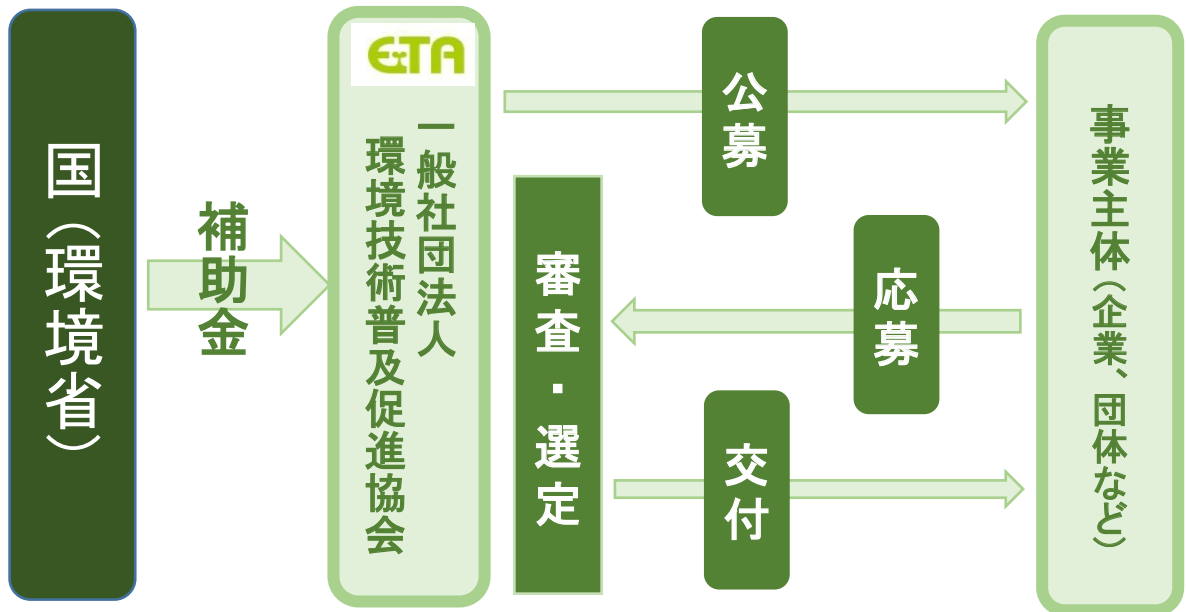 国（環境省）
補助金
ETA
一般社団法人
環境技術普及促進協会
公募
審査・選定
応募
交付
事業主体（企業、団体など）